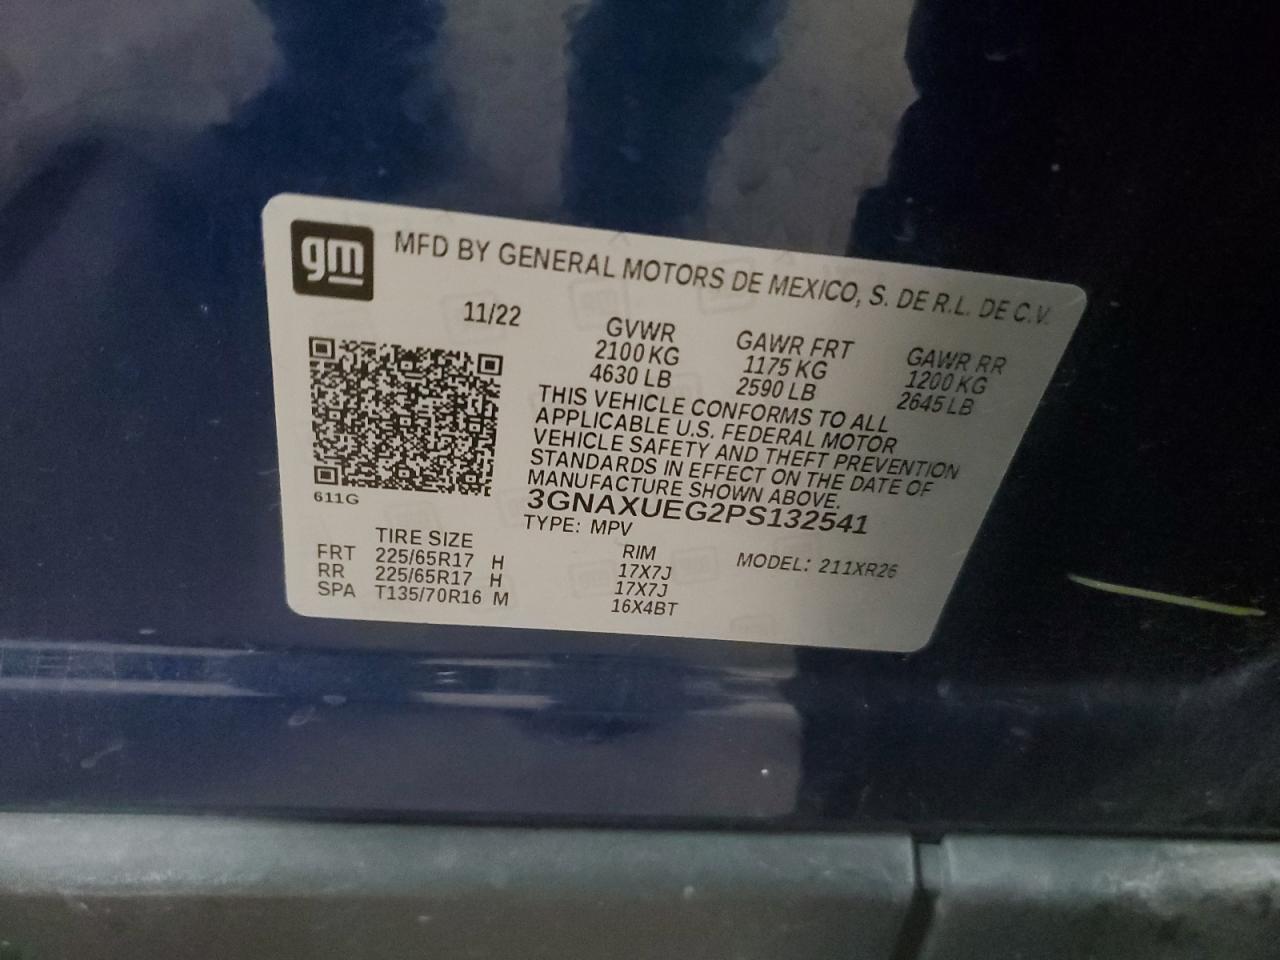 gm MFD BY GENERAL MOTORS DE MEXICO, S. DE R.L. DE C.V.
11/22 GVWR GAWR FRT GAWR RR
2100 KG 1175 KG 1200 KG
4630 LB 2590 LB 2645 LB
THIS VEHICLE CONFORMS TO ALL
APPLICABLE U.S. FEDERAL MOTOR
VEHICLE SAFETY AND THEFT PREVENTION
STANDARDS IN EFFECT ON THE DATE OF
MANUFACTURE SHOWN ABOVE.
611G 3GNAXUEG2PS132541
TYPE: MPV
TIRE SIZE RIM MODEL: 211XR26
FRT 225/65R17 H 17X7J
RR 225/65R17 H 17X7J
SPA T135/70R16 M 16X4BT